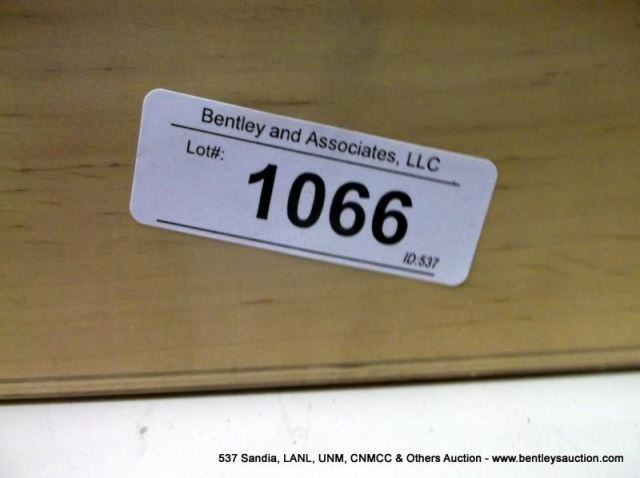 Bentley and Associates, LLC
Lot#:
1066
ID:537
537 Sandia, LANL, UNM, CNMCC & Others Auction - www.bentleysauction.com